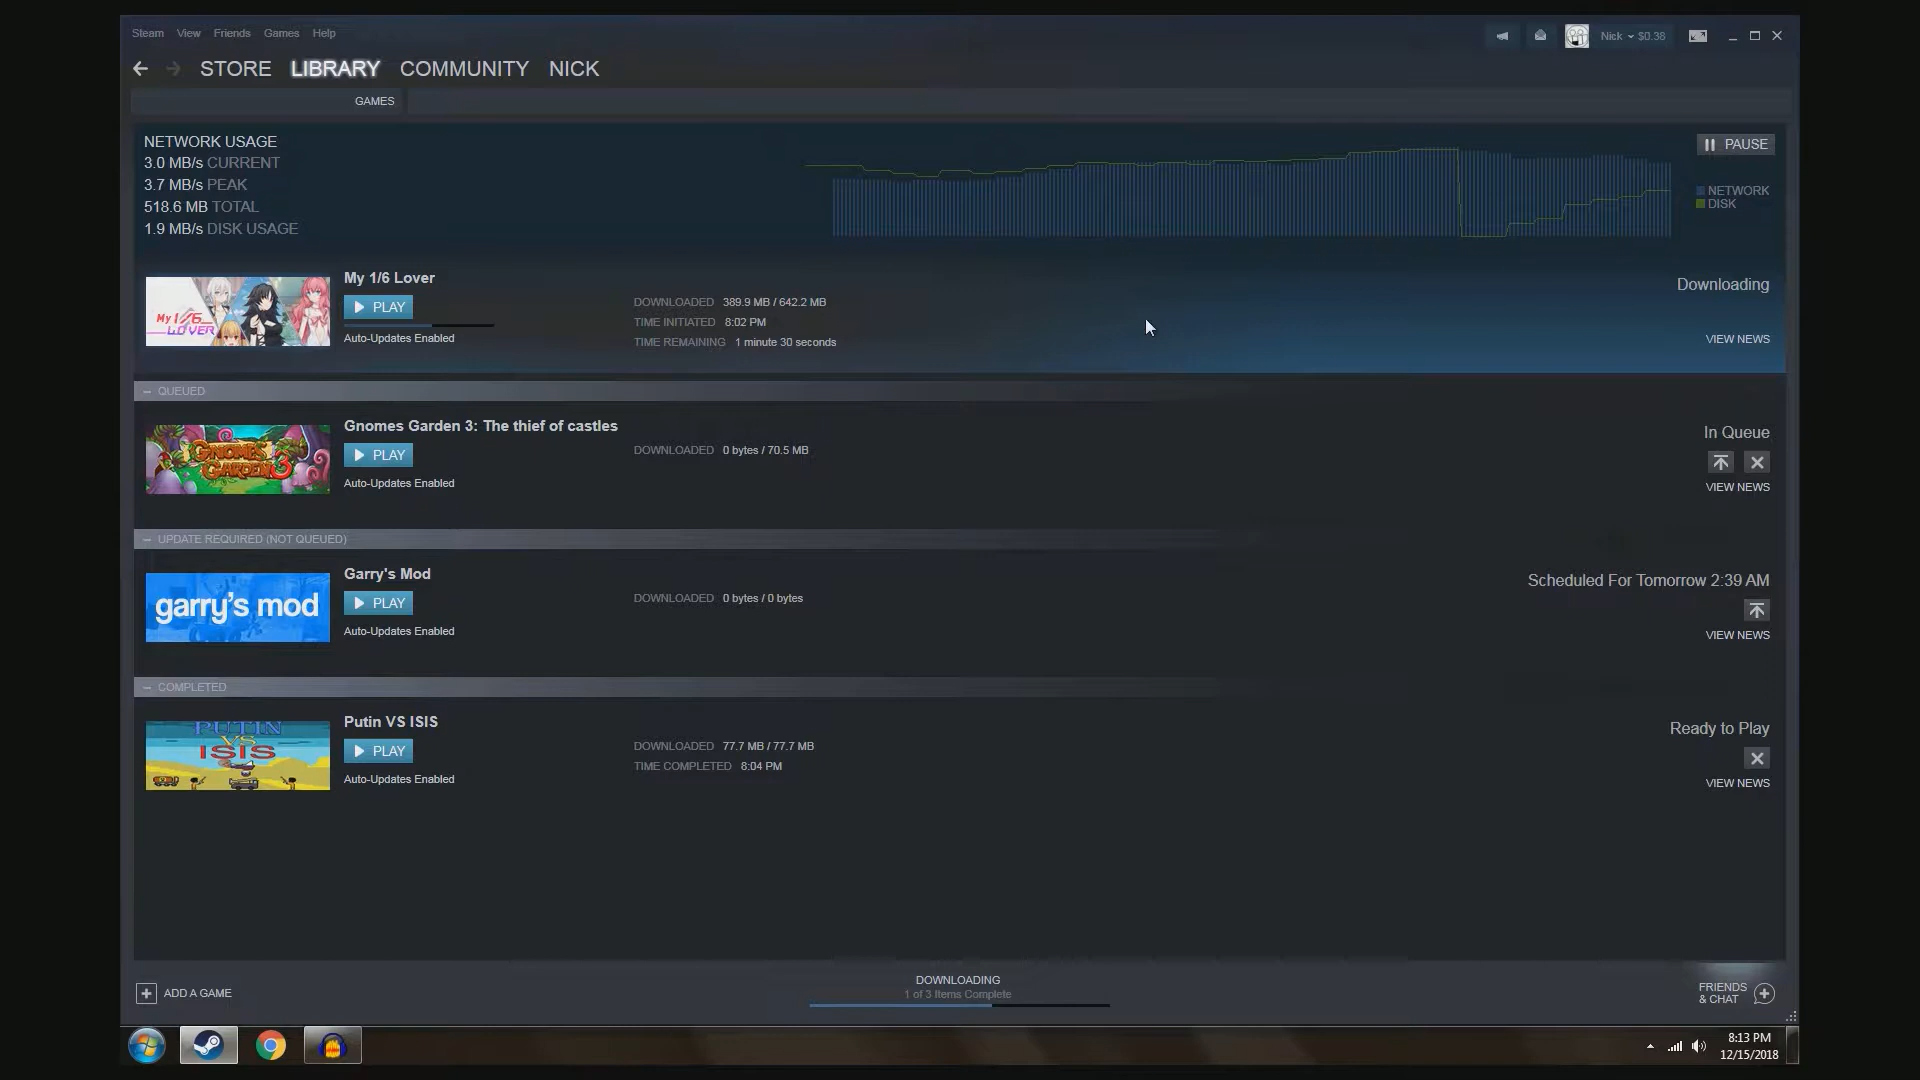 Steam View Friends Games Help
Nick $0.38
STORE LIBRARY COMMUNITY NICK
GAMES
NETWORK USAGE
3.0 MB/s CURRENT
3.7 MB/s PEAK
518.6 MB TOTAL
1.9 MB/s DISK USAGE
PAUSE
NETWORK
DISK
My 1/6 LOVER
My 1/6 Lover
PLAY
Auto-Updates Enabled
DOWNLOADED 389.9 MB / 642.2 MB
TIME INITIATED 8:02 PM
TIME REMAINING 1 minute 30 seconds
Downloading
VIEW NEWS
– QUEUED
GNOMES GARDEN 3
Gnomes Garden 3: The thief of castles
PLAY
Auto-Updates Enabled
DOWNLOADED 0 bytes / 70.5 MB
In Queue
VIEW NEWS
– UPDATE REQUIRED (NOT QUEUED)
garry's mod
Garry's Mod
PLAY
Auto-Updates Enabled
DOWNLOADED 0 bytes / 0 bytes
Scheduled For Tomorrow 2:39 AM
VIEW NEWS
– COMPLETED
PUTIN VS ISIS
Putin VS ISIS
PLAY
Auto-Updates Enabled
DOWNLOADED 77.7 MB / 77.7 MB
TIME COMPLETED 8:04 PM
Ready to Play
VIEW NEWS
ADD A GAME
DOWNLOADING
1 of 3 Items Complete
FRIENDS
& CHAT
8:13 PM
12/15/2018